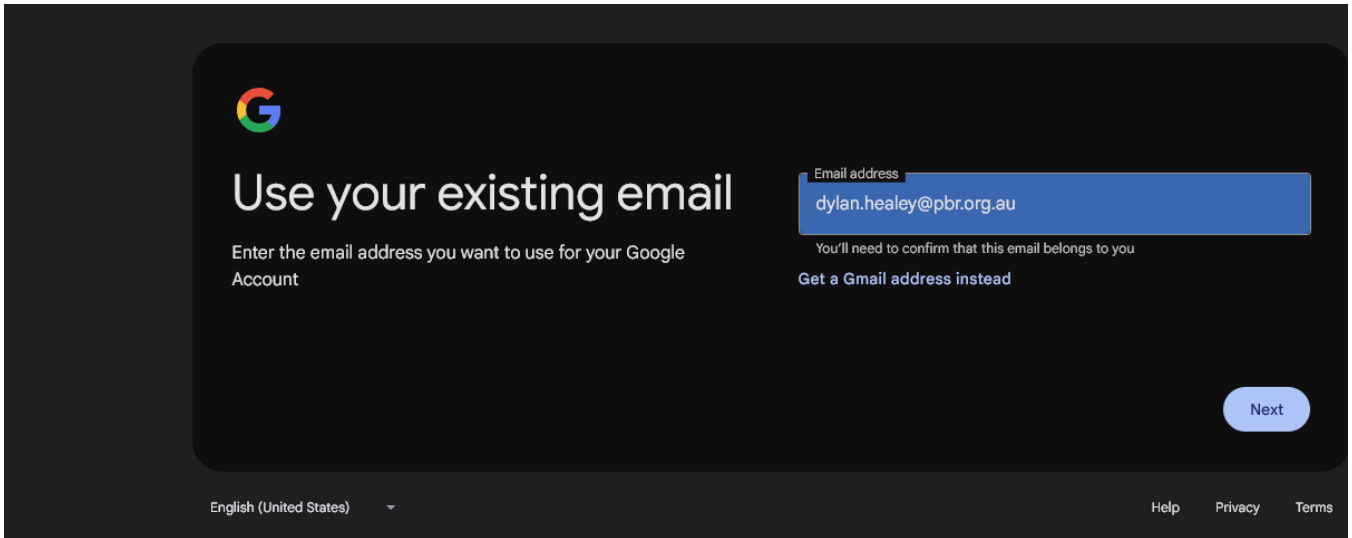 Use your existing email
Enter the email address you want to use for your Google
Account
Email address
dylan.healey@pbr.org.au
You'll need to confirm that this email belongs to you
Get a Gmail address instead
Next
English (United States)
Help
Privacy
Terms